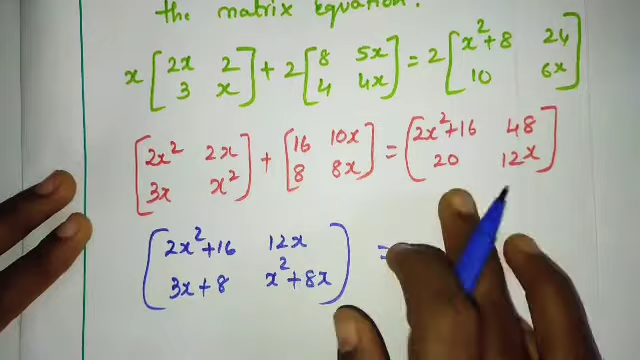 the matrix equation.
x [2x 2 3 x] + 2 [8 5x 4 4x] = 2 [x²+8 24 10 6x]
[2x² 2x 3x x²] + [16 10x 8 8x] = [2x²+16 48 20 12x]
[2x²+16 12x 3x+8 x²+8x] =